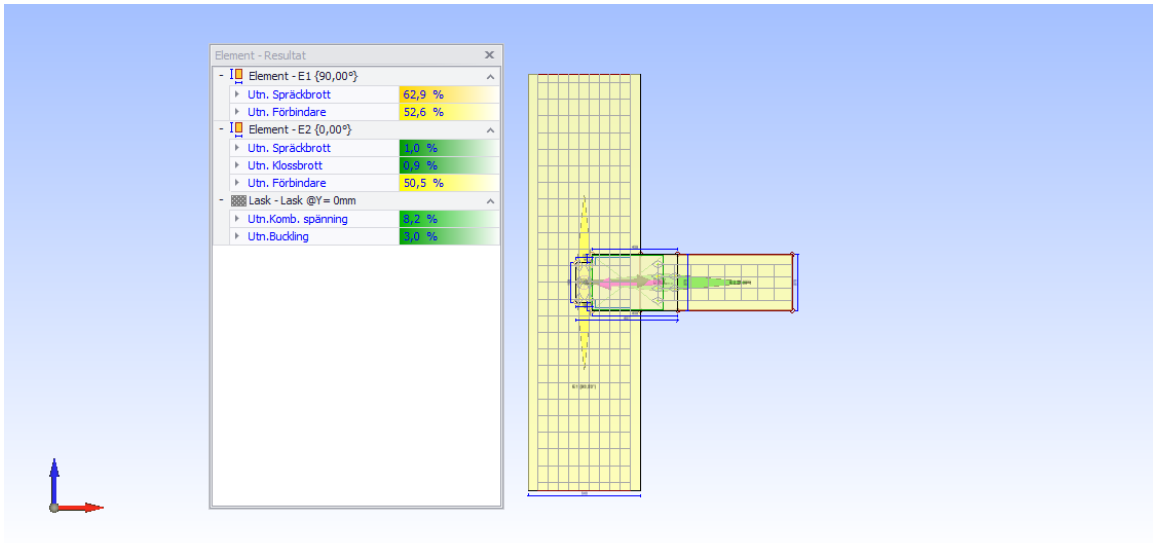 Element - Resultat
Element - E1 {90,00°}
Utn. Spräckbrott 62,9 %
Utn. Förbindare 52,6 %
Element - E2 {0,00°}
Utn. Spräckbrott 1,0 %
Utn. Klossbrott 0,9 %
Utn. Förbindare 50,5 %
Lask - Lask @Y= 0mm
Utn.Komb. spänning 8,2 %
Utn.Buckling 3,0 %